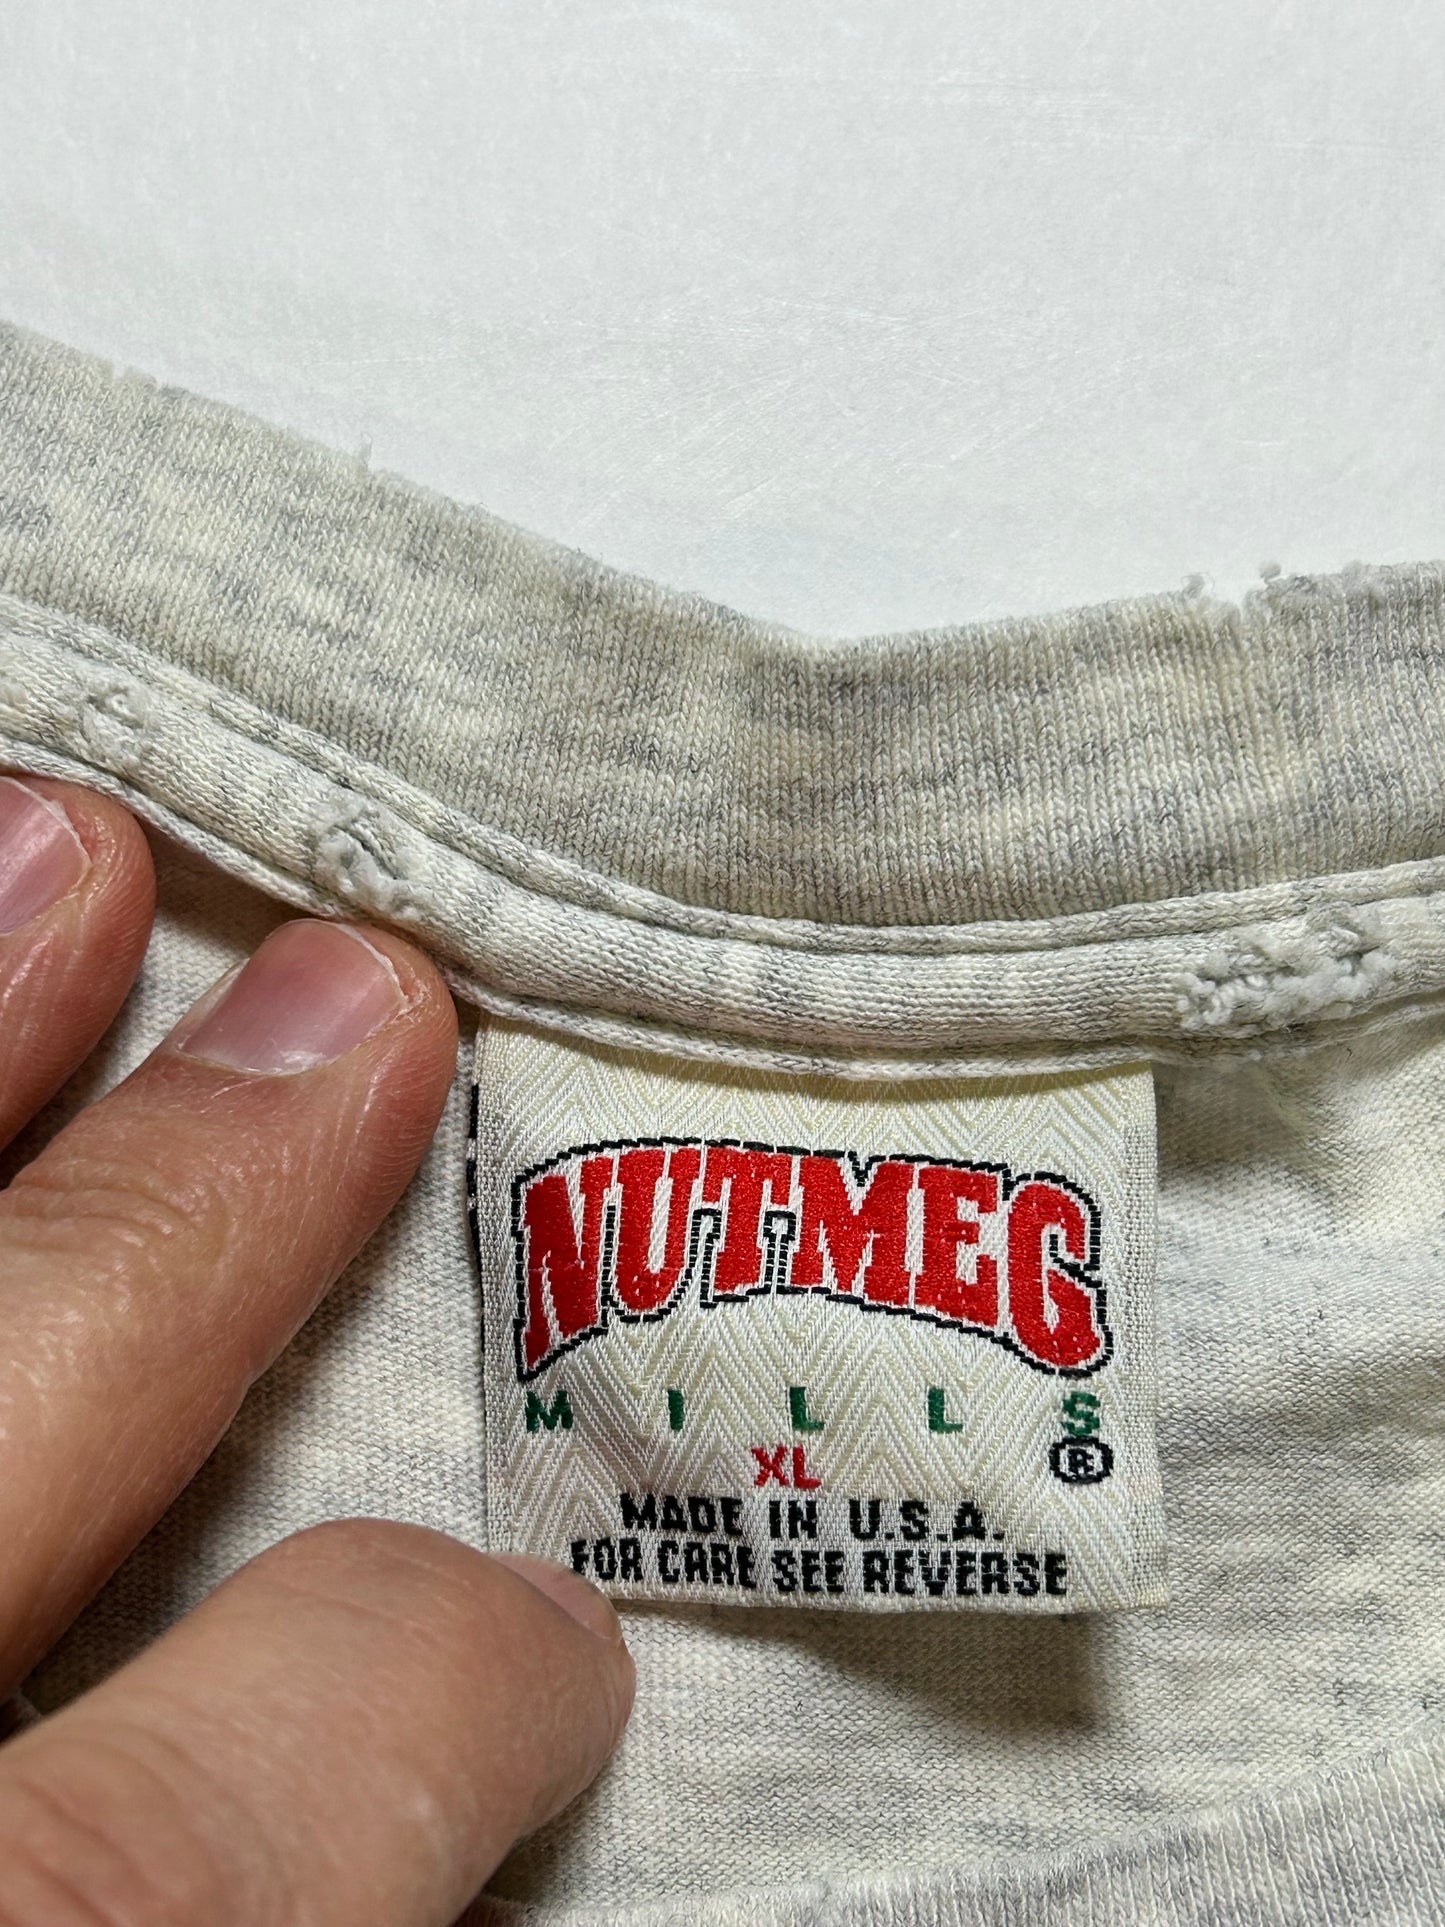 NUTMEG
MILLS
®
XL
MADE IN U.S.A.
FOR CARE SEE REVERSE